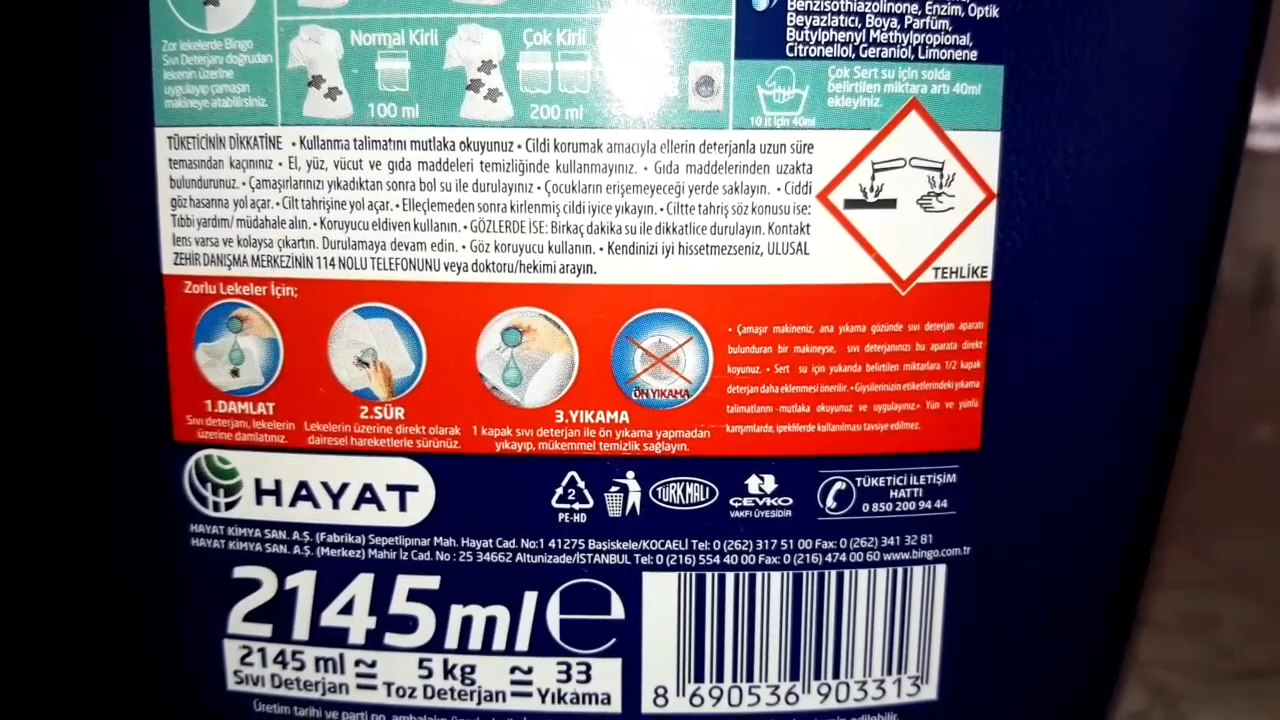 Benzisothiazolinone, Enzim, Optik
Beyazlatıcı, Boya, Parfüm,
Butylphenyl Methylpropional,
Citronellol, Geraniol, Limonene
Zor lekelerde Bingo
Sıvı Deterjanı doğrudan
lekenin üzerine
uygulayıp çamaşırı
makineye atabilirsiniz.
Normal Kirli
100 ml
Çok Kirli
200 ml
10 lt için 40ml
Çok Sert su için solda
belirtilen miktara artı 40ml
ekleyiniz.
TÜKETİCİNİN DİKKATİNE • Kullanma talimatını mutlaka okuyunuz • Cildi korumak amacıyla ellerin deterjanla uzun süre
temasından kaçınınız • El, yüz, vücut ve gıda maddeleri temizliğinde kullanmayınız. • Gıda maddelerinden uzakta
bulundurunuz. • Çamaşırlarınızı yıkadıktan sonra bol su ile durulayınız • Çocukların erişemeyeceği yerde saklayın. • Ciddi
göz hasarına yol açar. • Cilt tahrişine yol açar. • Elleçlemeden sonra kirlenmiş cildi iyice yıkayın. • Ciltte tahriş söz konusu ise:
Tıbbi yardım/ müdahale alın. • Koruyucu eldiven kullanın. • GÖZLERDE İSE: Birkaç dakika su ile dikkatlice durulayın. Kontakt
lens varsa ve kolaysa çıkartın. Durulamaya devam edin. • Göz koruyucu kullanın. • Kendinizi iyi hissetmezseniz, ULUSAL
ZEHİR DANIŞMA MERKEZİNİN 114 NOLU TELEFONUNU veya doktoru/hekimi arayın.
TEHLİKE
Zorlu Lekeler İçin;
1.DAMLAT
Sıvı deterjanı, lekelerin
üzerine damlatınız.
2.SÜR
Lekelerin üzerine direkt olarak
dairesel hareketlerle sürünüz.
ÖN YIKAMA
3.YIKAMA
1 kapak sıvı deterjan ile ön yıkama yapmadan
yıkayıp, mükemmel temizlik sağlayın.
• Çamaşır makineniz, ana yıkama gözünde sıvı deterjan aparatı
bulunduran bir makineyse, sıvı deterjanınızı bu aparata direkt
koyunuz. • Sert su için yukarıda belirtilen miktarlara 1/2 kapak
deterjan daha eklenmesi önerilir. • Giysilerinizin etiketlerindeki yıkama
talimatlarını mutlaka okuyunuz ve uygulayınız. • Yün ve yünlü
karışımlarda, ipeklilerde kullanılması tavsiye edilmez.
HAYAT
2
PE-HD
TÜRK MALI
ÇEVKO
VAKFI ÜYESİDİR
TÜKETİCİ İLETİŞİM
HATTI
0 850 200 94 44
HAYAT KİMYA SAN. A.Ş. (Fabrika) Sepetlipınar Mah. Hayat Cad. No:1 41275 Başiskele/KOCAELİ Tel: 0 (262) 317 51 00 Fax: 0 (262) 341 32 81
HAYAT KİMYA SAN. A.Ş. (Merkez) Mahir İz Cad. No : 25 34662 Altunizade/İSTANBUL Tel: 0 (216) 554 40 00 Fax: 0 (216) 474 00 60 www.bingo.com.tr
2145 ml e
2145 ml ≅ 5 kg ≅ 33
Sıvı Deterjan Toz Deterjan Yıkama
8 690536 903313
Üretim tarihi ve parti no, ambalajın